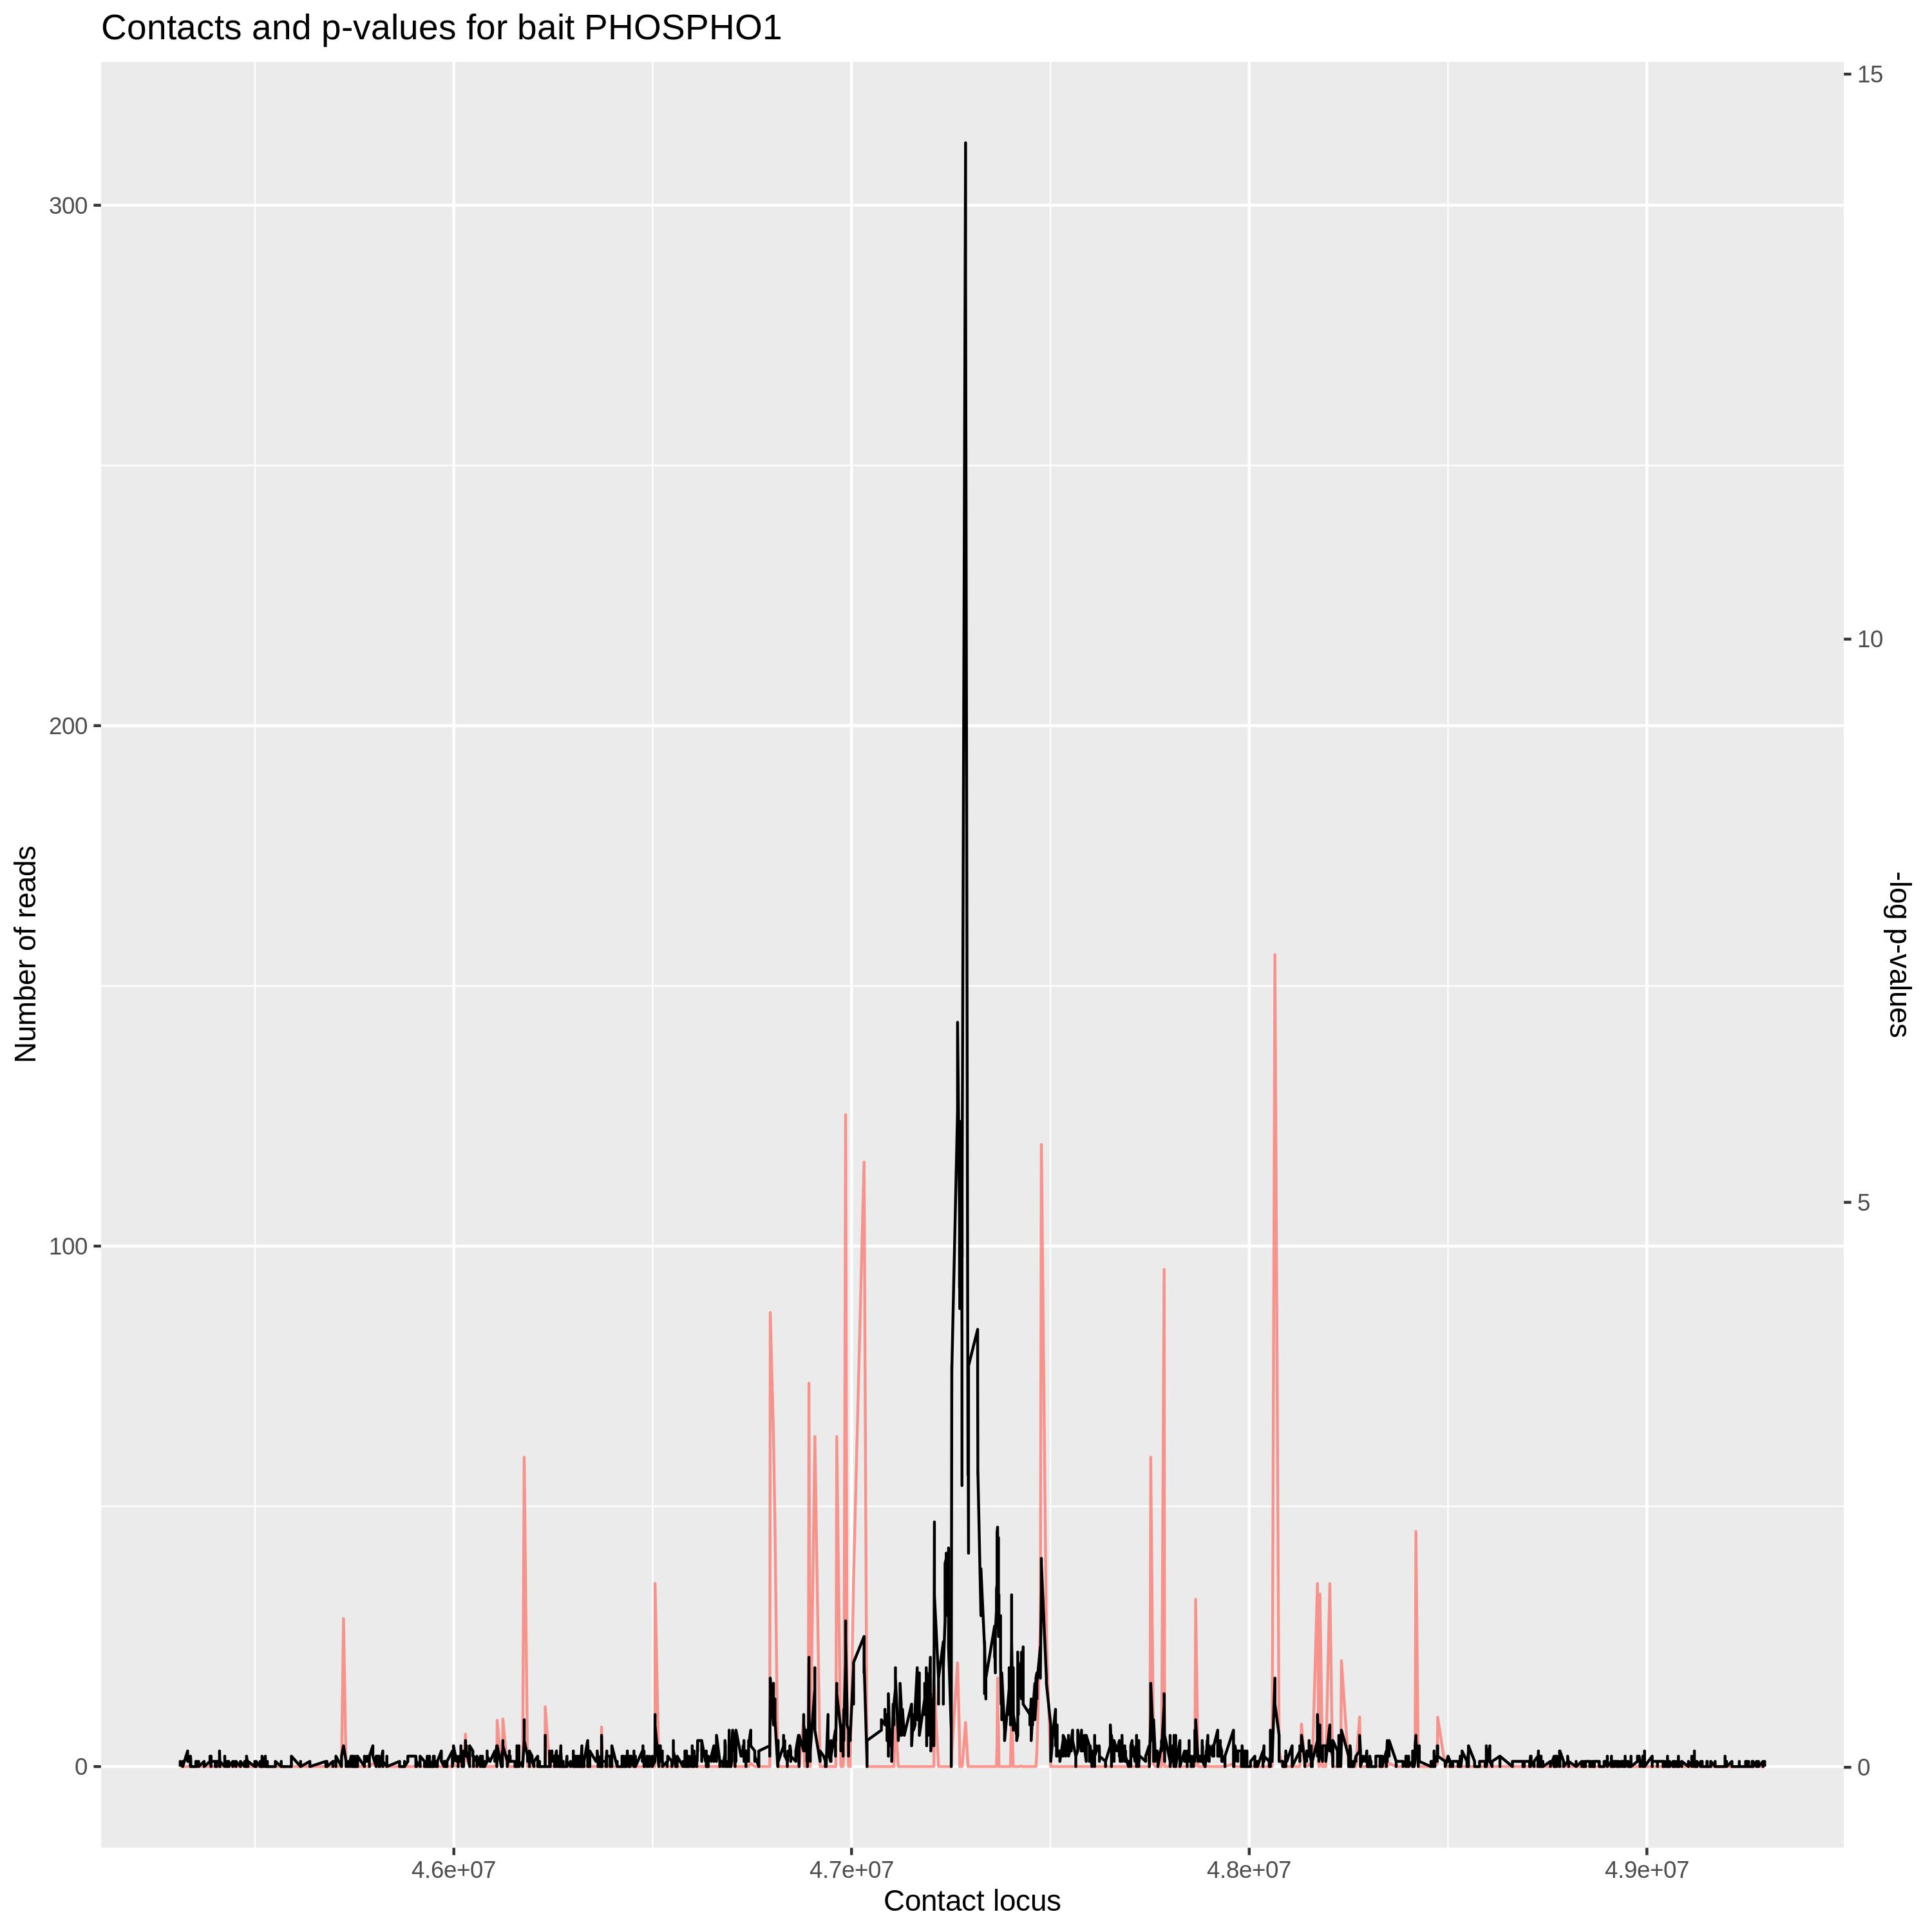 Contacts and p-values for bait PHOSPHO1
300
200
100
0
Number of reads
15
10
5
0
-log p-values
4.6e+07
4.7e+07
4.8e+07
4.9e+07
Contact locus